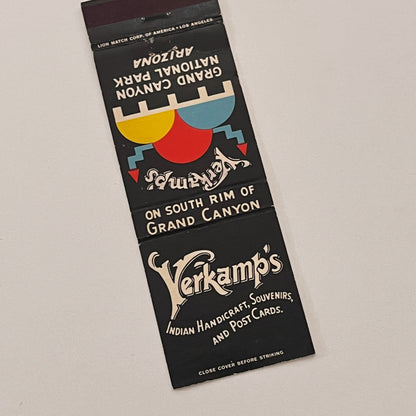 LION MATCH CORP. OF AMERICA • LOS ANGELES
GRAND CANYON
NATIONAL PARK
ARIZONA
Verkamp's
ON SOUTH RIM OF
GRAND CANYON
Verkamp's
INDIAN HANDICRAFT, SOUVENIRS,
AND POST CARDS.
CLOSE COVER BEFORE STRIKING